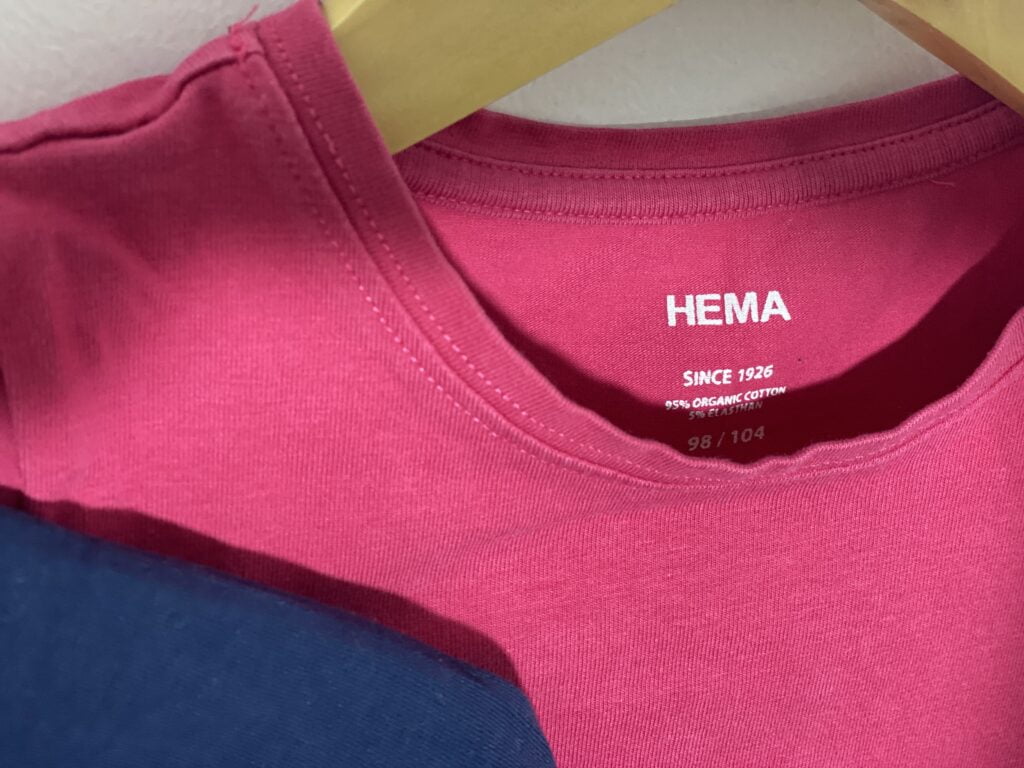 HEMA
SINCE 1926
95% ORGANIC COTTON
5% ELASTHAN
98 / 104